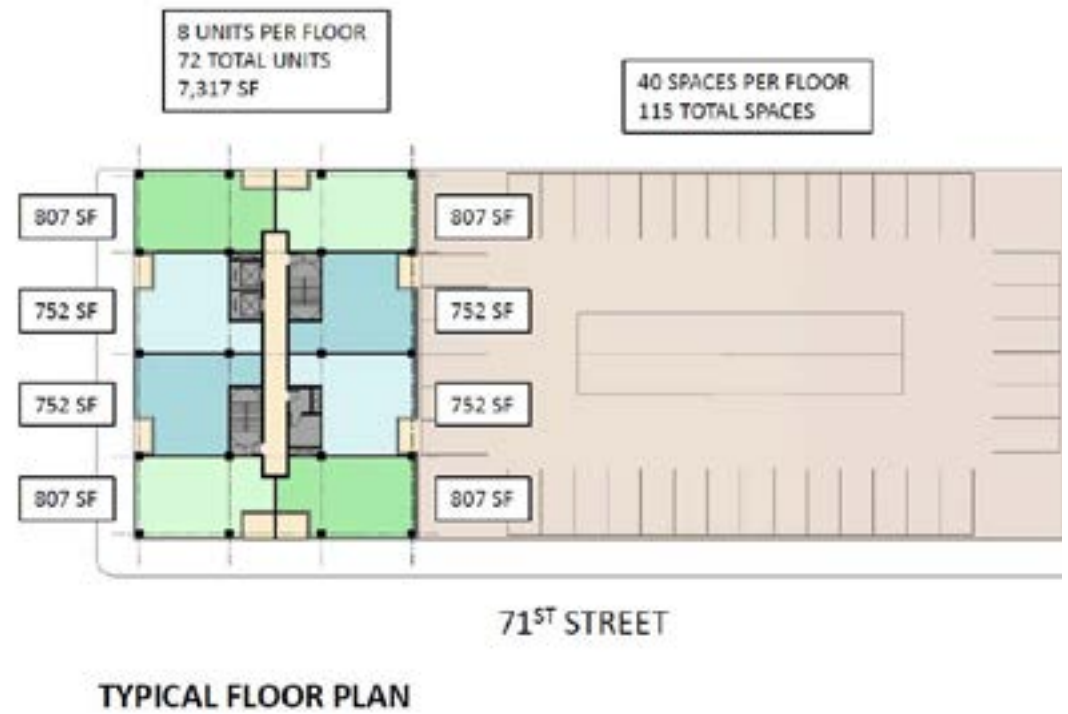 8 UNITS PER FLOOR
72 TOTAL UNITS
7,317 SF
40 SPACES PER FLOOR
115 TOTAL SPACES
807 SF
807 SF
752 SF
752 SF
752 SF
752 SF
807 SF
807 SF
71ST STREET
TYPICAL FLOOR PLAN